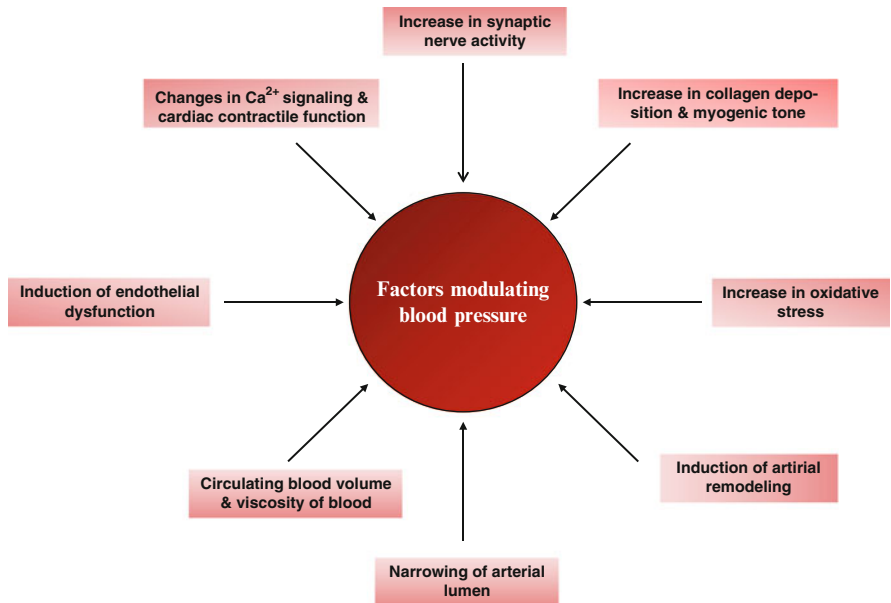 Increase in synaptic
nerve activity
Changes in Ca²⁺ signaling &
cardiac contractile function
Increase in collagen depo-
sition & myogenic tone
Induction of endothelial
dysfunction
Factors modulating
blood pressure
Increase in oxidative
stress
Circulating blood volume
& viscosity of blood
Induction of artirial
remodeling
Narrowing of arterial
lumen